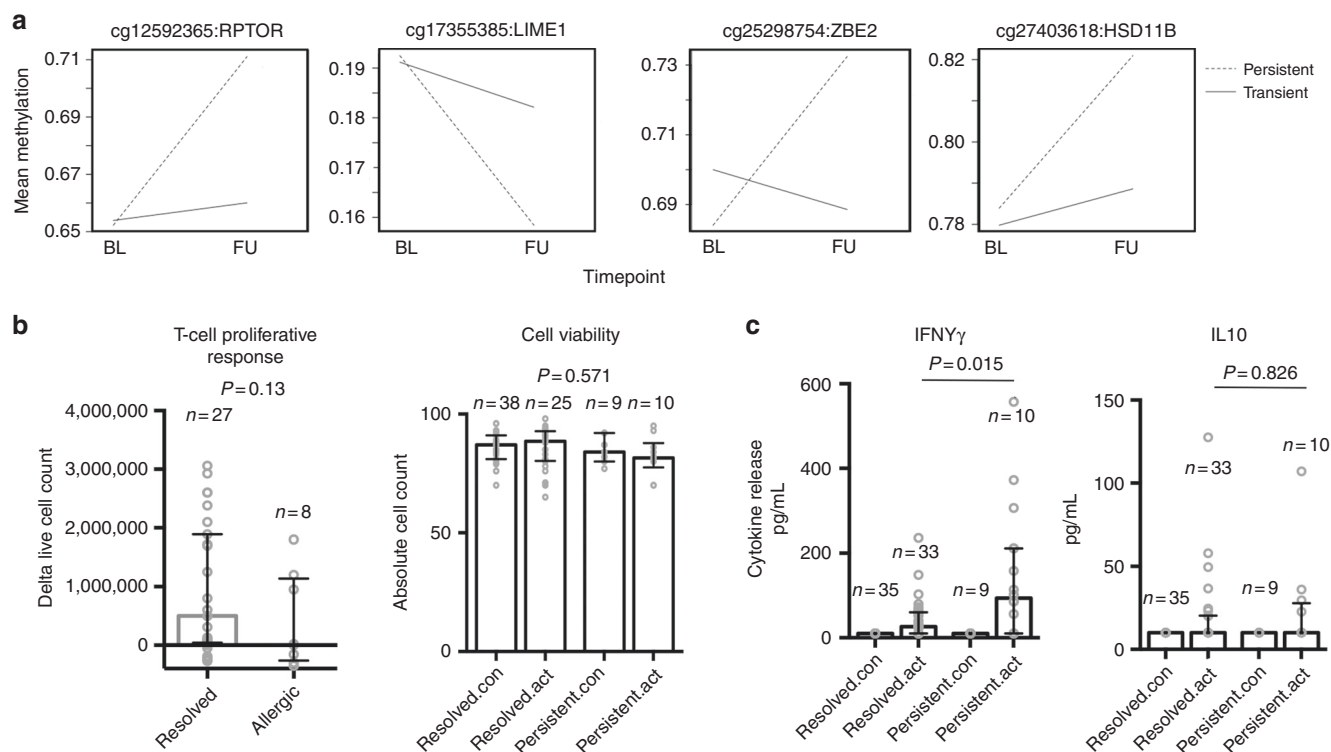 a
cg12592365:RPTOR
cg17355385:LIME1
cg25298754:ZBE2
cg27403618:HSD11B
Mean methylation
0.71
0.69
0.67
0.65
BL
FU
0.19
0.18
0.17
0.16
BL
FU
0.73
0.71
0.69
BL
FU
0.82
0.80
0.78
BL
FU
Persistent
Transient
Timepoint
b
T-cell proliferative
response
P=0.13
n=27
n=8
Delta live cell count
4,000,000
3,000,000
2,000,000
1,000,000
0
Resolved
Allergic
Cell viability
P=0.571
n=38
n=25
n=9
n=10
Absolute cell count
100
50
0
Resolved.con
Resolved.act
Persistent.con
Persistent.act
c
IFNYγ
P=0.015
n=10
n=33
n=35
n=9
Cytokine release
pg/mL
600
400
200
0
Resolved.con
Resolved.act
Persistent.con
Persistent.act
IL10
P=0.826
n=10
n=33
n=35
n=9
pg/mL
150
100
50
0
Resolved.con
Resolved.act
Persistent.con
Persistent.act